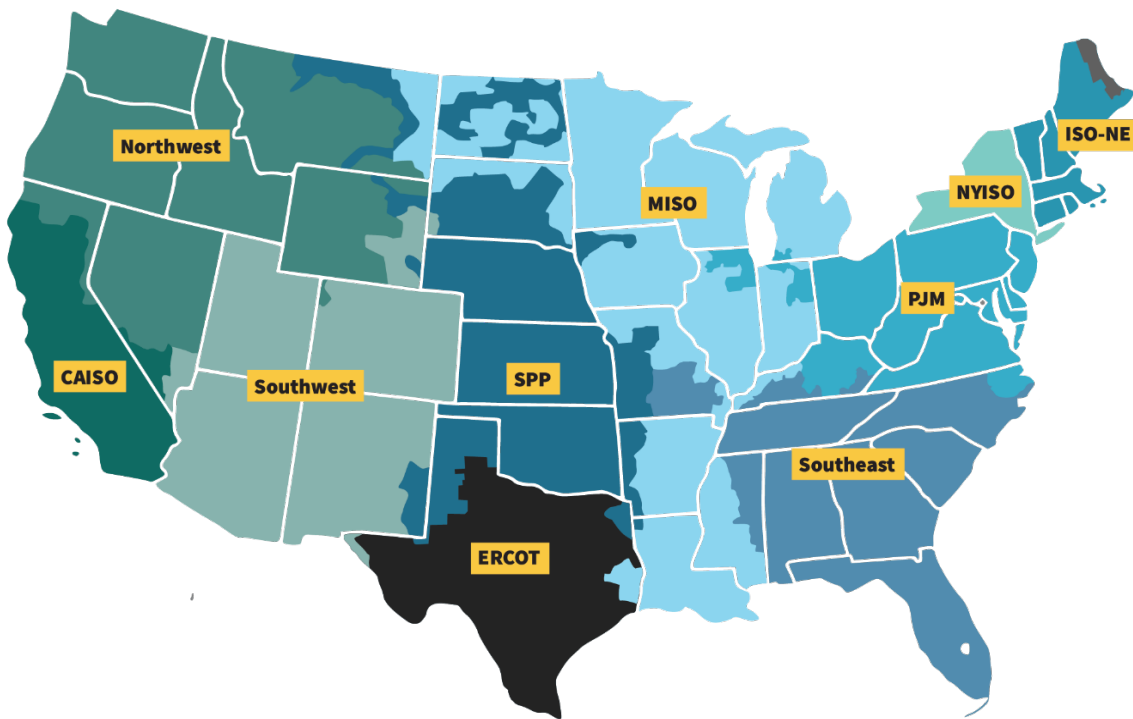 Northwest
ISO-NE
NYISO
MISO
PJM
CAISO
Southwest
SPP
Southeast
ERCOT